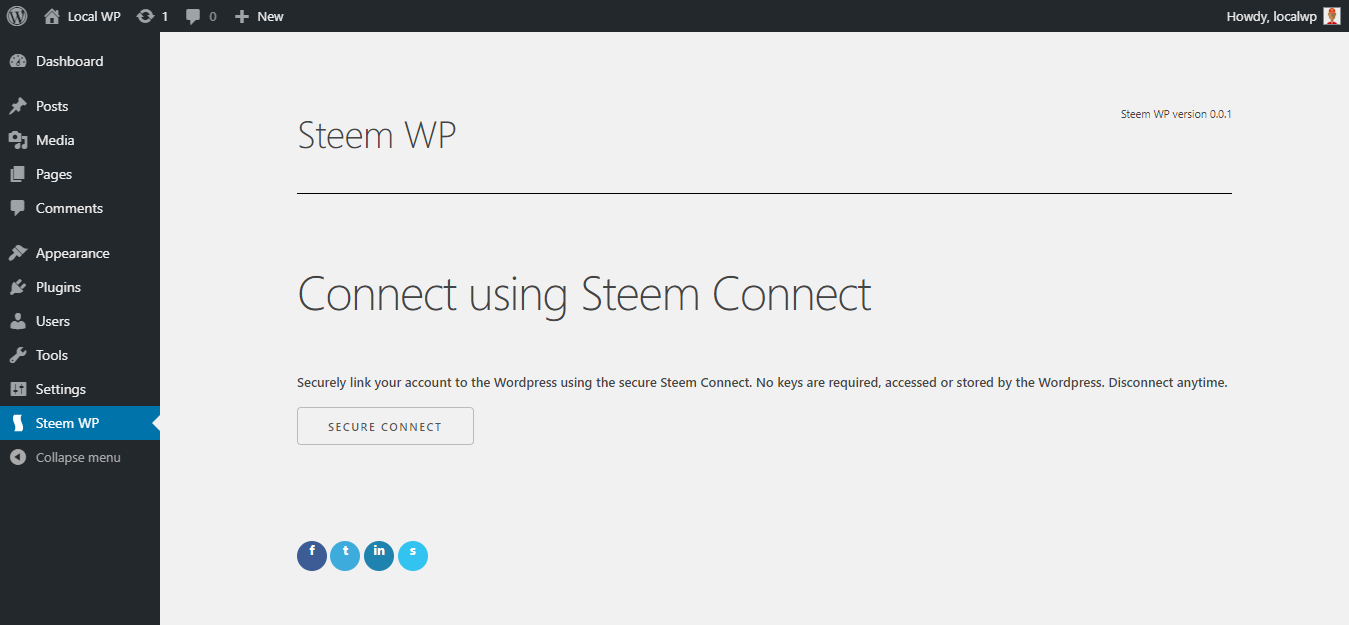 Local WP 1 0 New Howdy, localwp
Dashboard
Posts
Media
Pages
Comments
Appearance
Plugins
Users
Tools
Settings
Steem WP
Collapse menu
Steem WP
Steem WP version 0.0.1
Connect using Steem Connect
Securely link your account to the Wordpress using the secure Steem Connect. No keys are required, accessed or stored by the Wordpress. Disconnect anytime.
SECURE CONNECT
f t in s